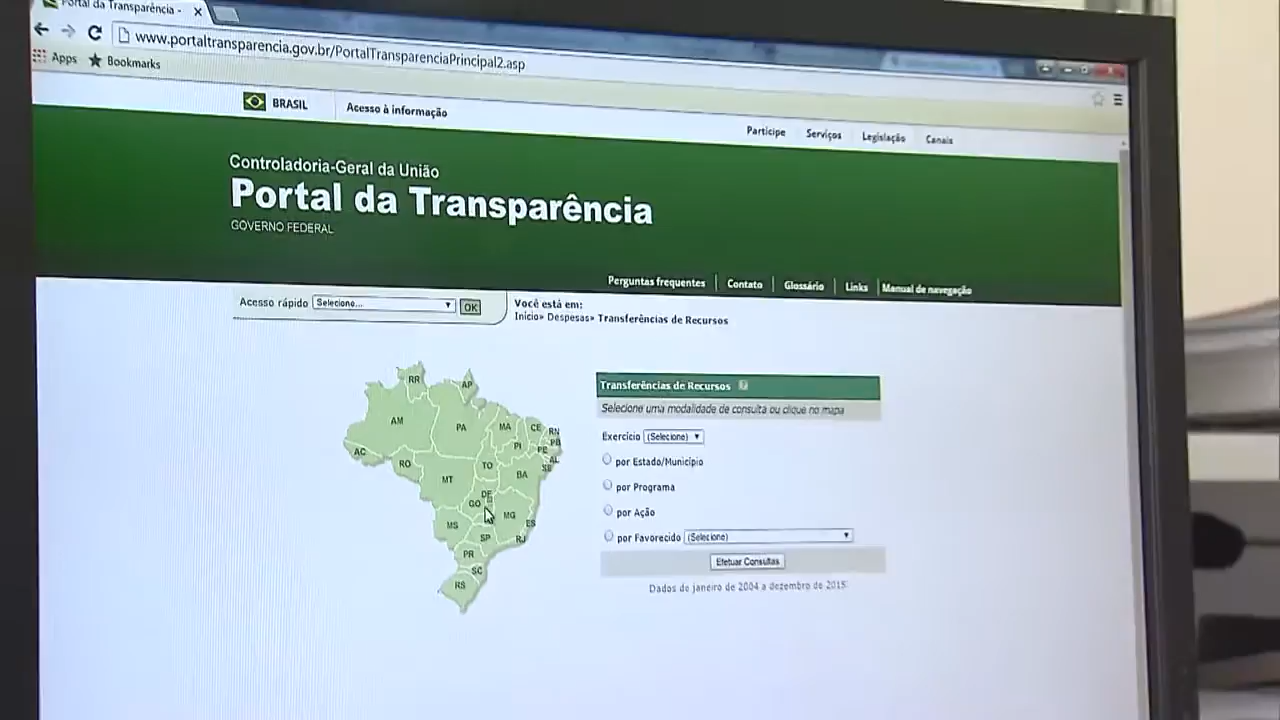 Portal da Transparência -
www.portaltransparencia.gov.br/PortalTransparenciaPrincipal2.asp
Apps
Bookmarks
BRASIL
Acesso à informação
Participe
Serviços
Legislação
Canais
Controladoria-Geral da União
Portal da Transparência
GOVERNO FEDERAL
Perguntas frequentes
Contato
Glossário
Links
Manual de navegação
Acesso rápido
Selecione...
OK
Você está em:
Início» Despesas» Transferências de Recursos
RR
AP
AM
PA
MA
CE
RN
PB
PI
PE
AL
SE
AC
RO
TO
BA
MT
DF
GO
MG
MS
ES
SP
RJ
PR
SC
RS
Transferências de Recursos
Selecione uma modalidade de consulta ou clique no mapa
Exercício (Selecione)
por Estado/Município
por Programa
por Ação
por Favorecido (Selecione)
Efetuar Consultas
Dados de janeiro de 2004 a dezembro de 2015